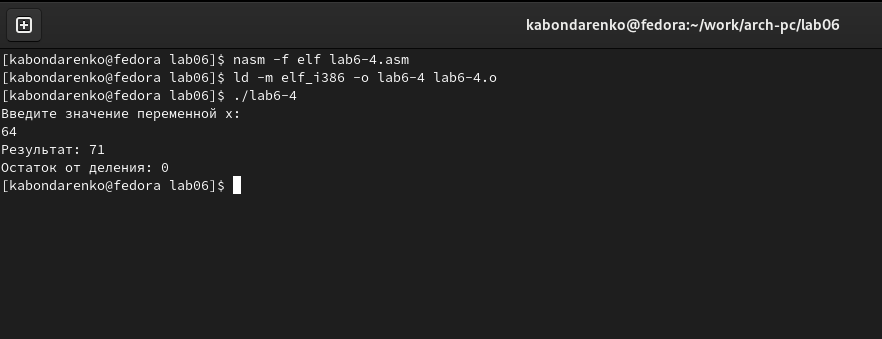 kabondarenko@fedora:~/work/arch-pc/lab06
[kabondarenko@fedora lab06]$ nasm -f elf lab6-4.asm
[kabondarenko@fedora lab06]$ ld -m elf_i386 -o lab6-4 lab6-4.o
[kabondarenko@fedora lab06]$ ./lab6-4
Введите значение переменной x:
64
Результат: 71
Остаток от деления: 0
[kabondarenko@fedora lab06]$